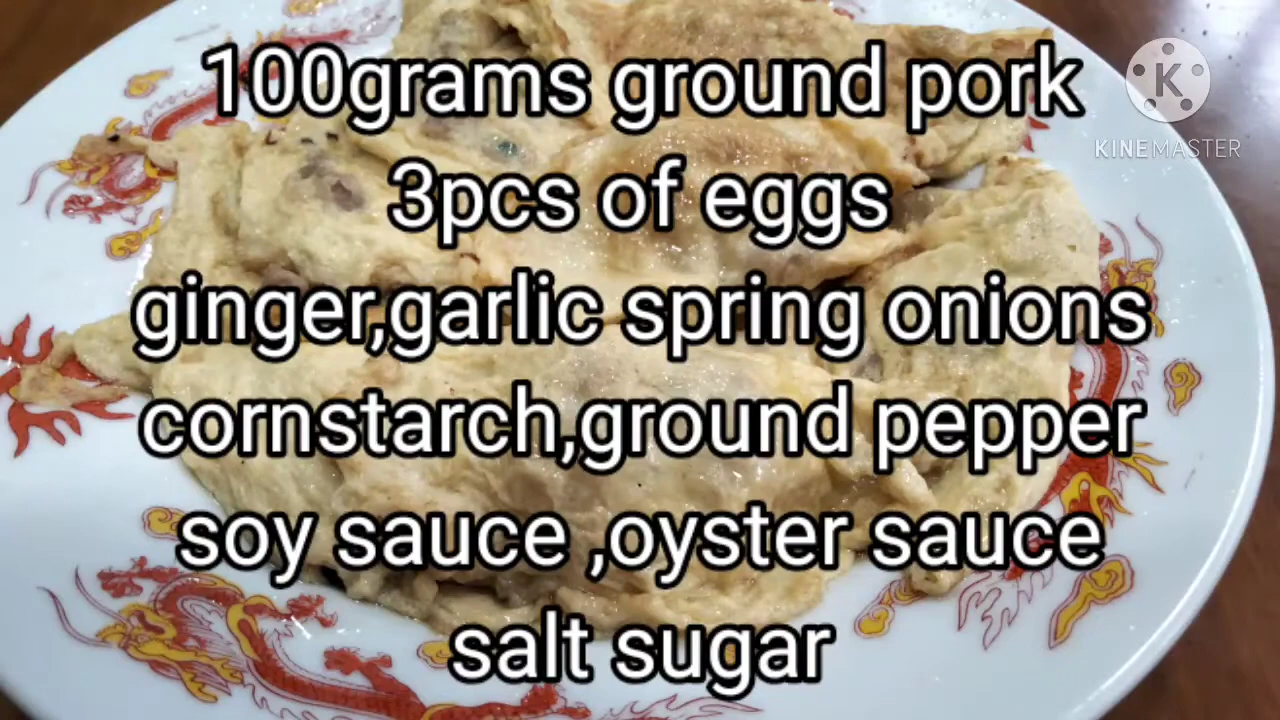 100grams ground pork
3pcs of eggs
ginger,garlic spring onions
cornstarch,ground pepper
soy sauce ,oyster sauce
salt sugar
K
KINEMASTER